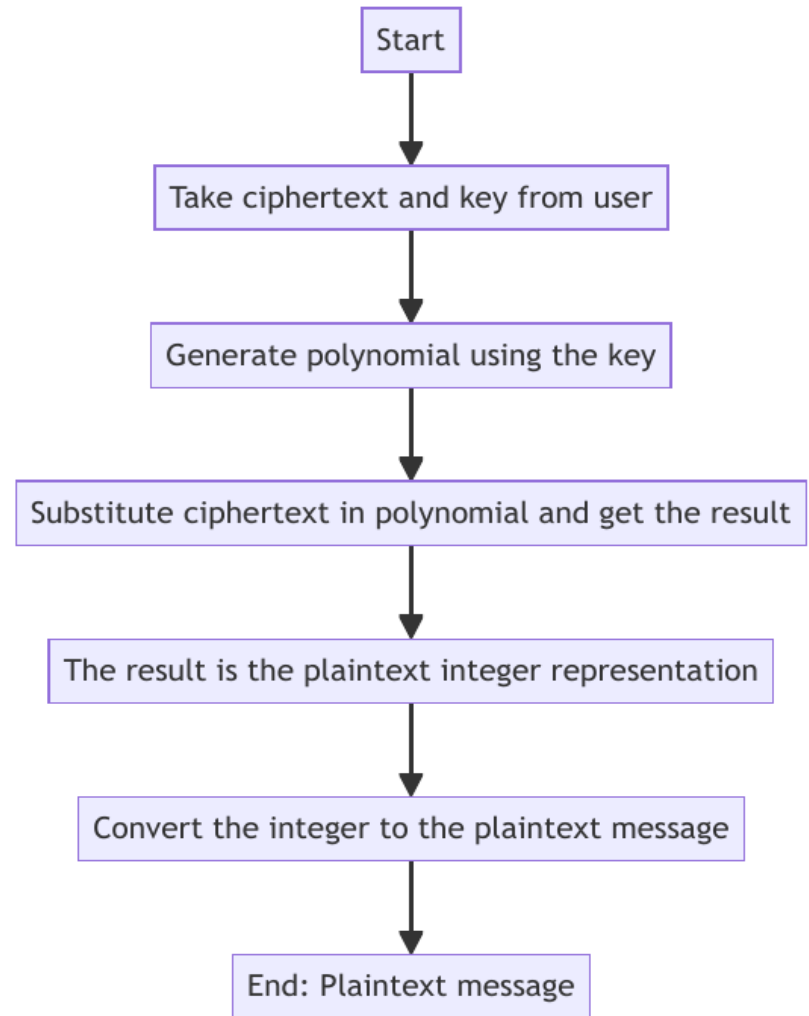 Start
Take ciphertext and key from user
Generate polynomial using the key
Substitute ciphertext in polynomial and get the result
The result is the plaintext integer representation
Convert the integer to the plaintext message
End: Plaintext message